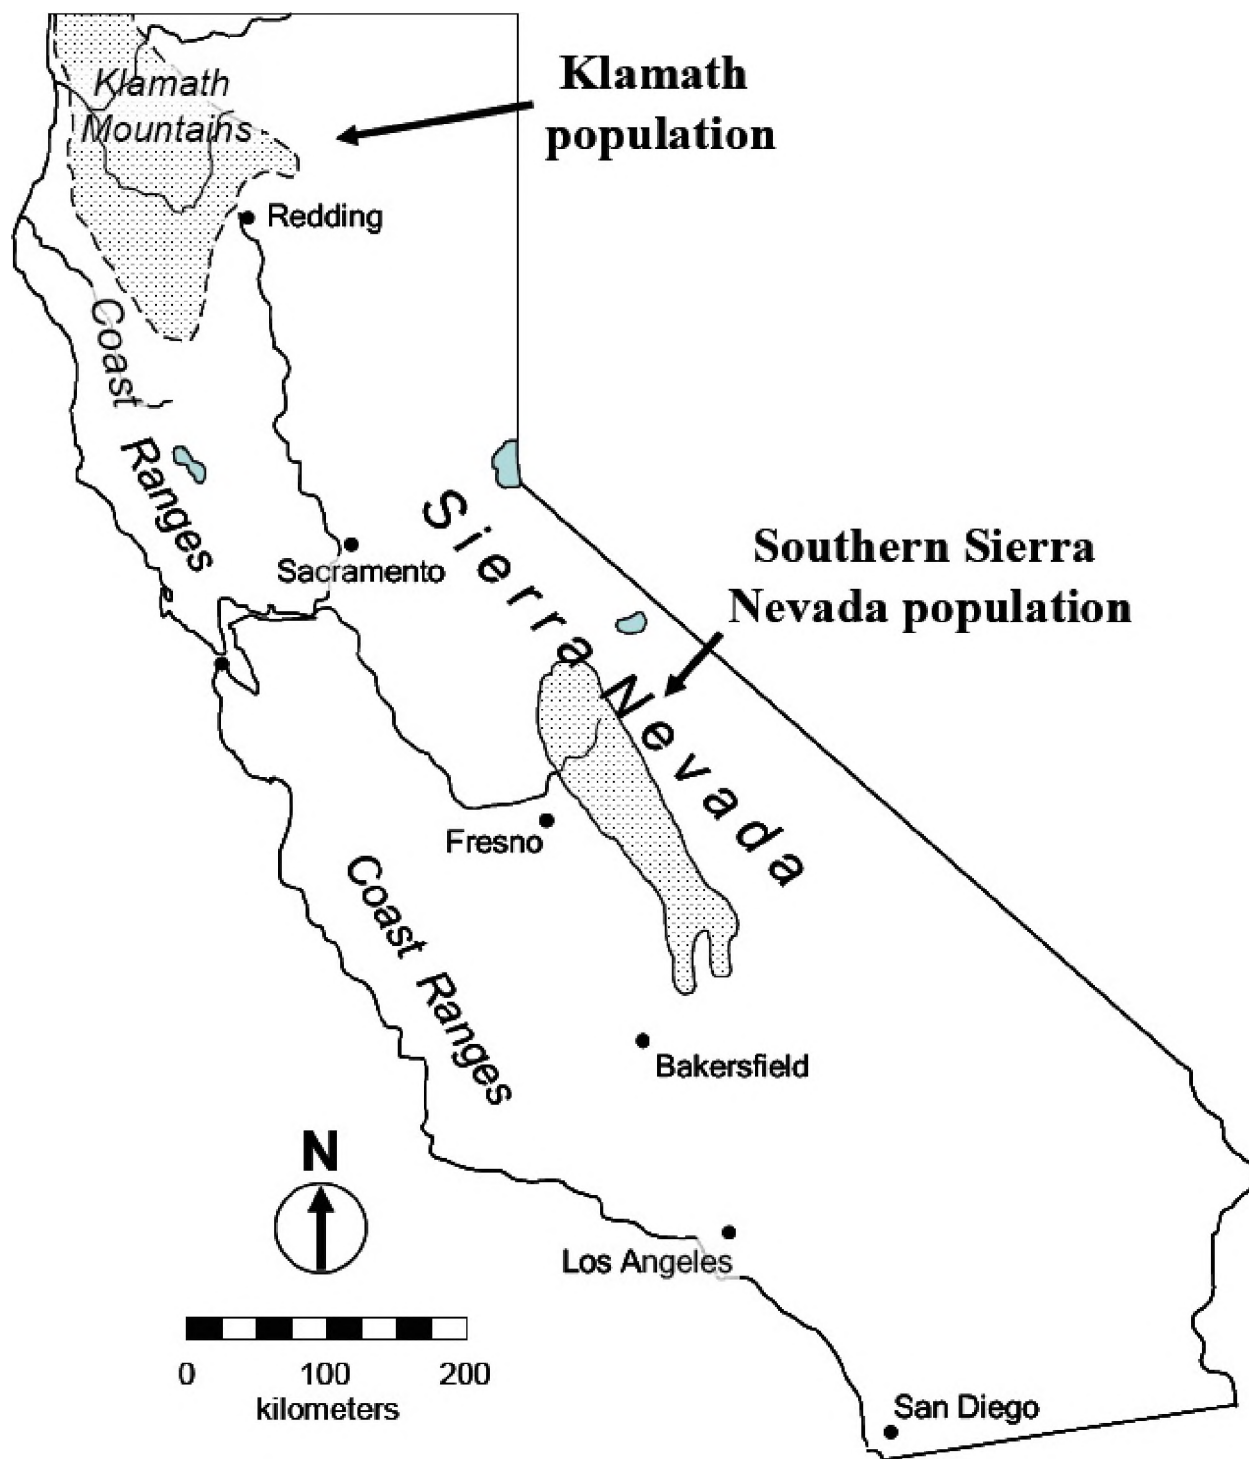 Klamath
Mountains
Klamath
population
Redding
Coast
Ranges
Sacramento
Sierra Nevada
Southern Sierra
Nevada population
Fresno
Coast Ranges
Bakersfield
N
Los Angeles
0 100 200
kilometers
San Diego